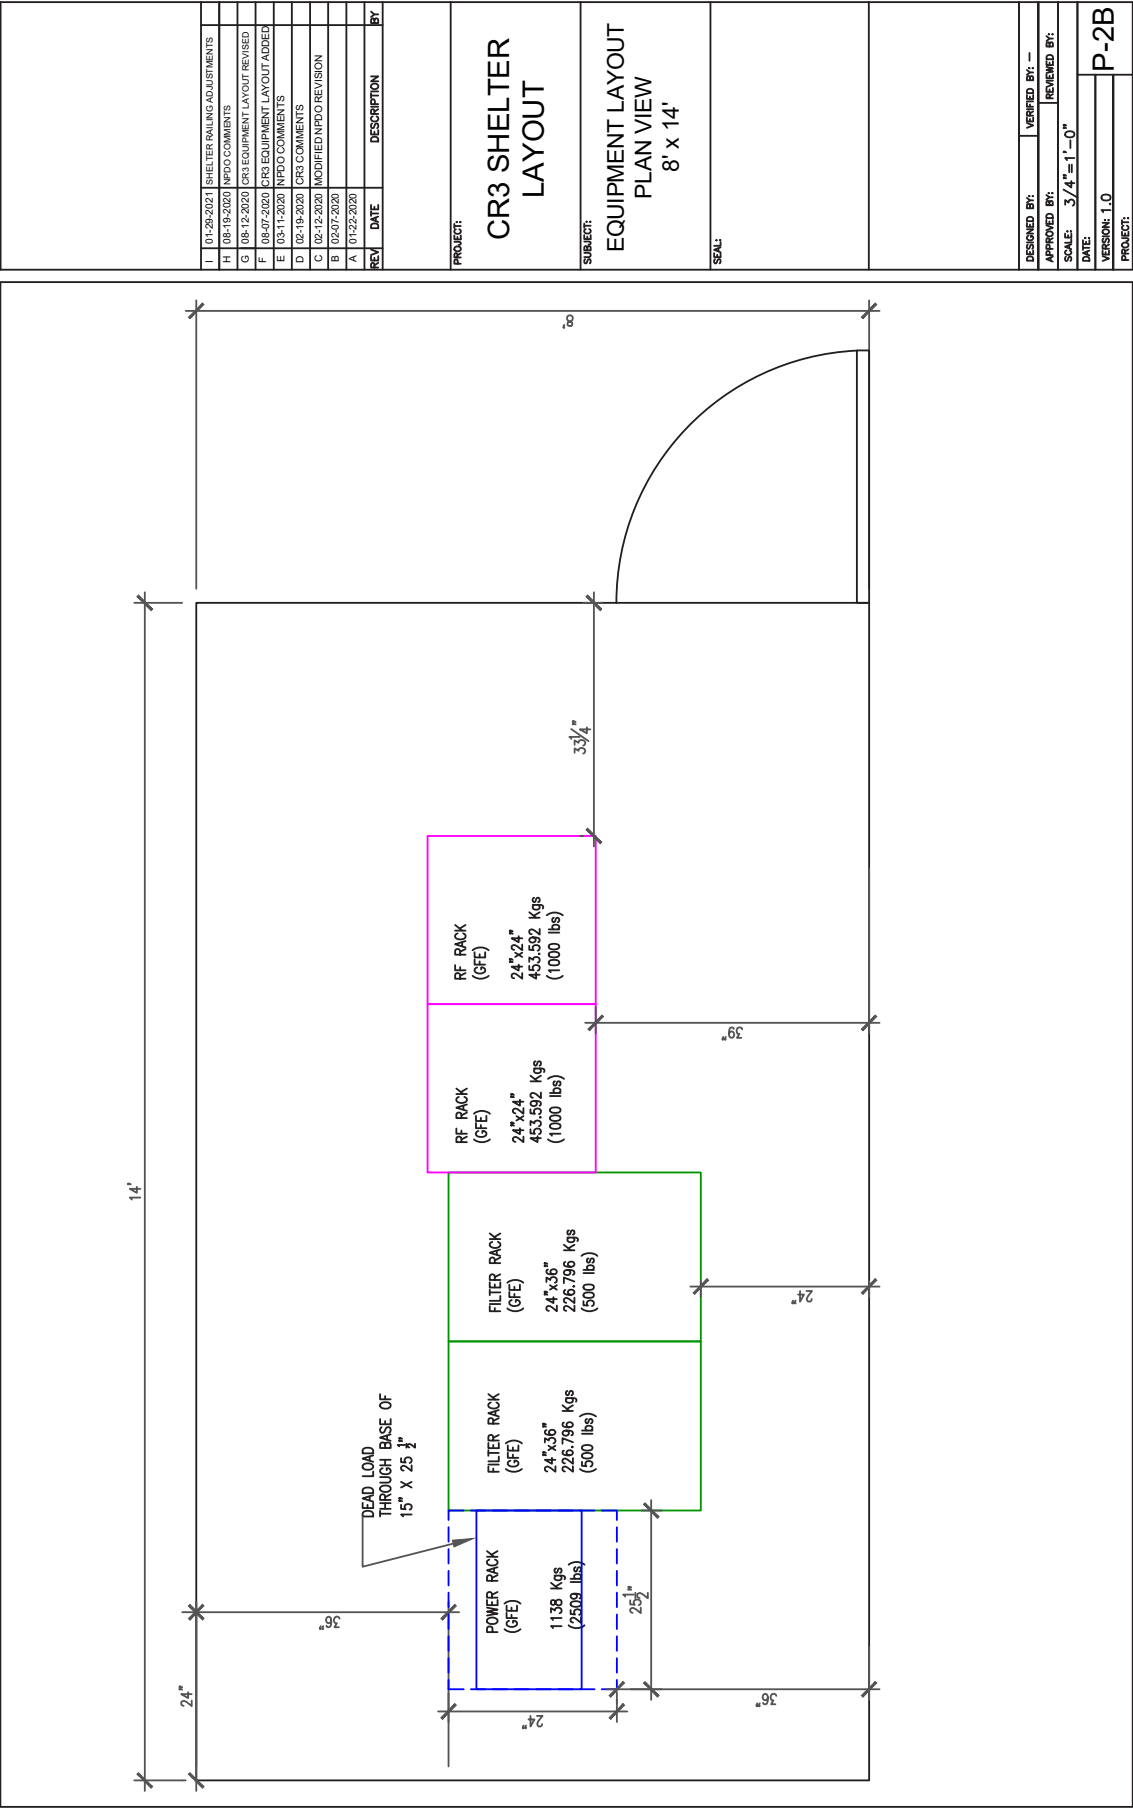 I 01-29-2021 SHELTER RAILING ADJUSTMENTS
H 08-19-2020 NPDO COMMENTS
G 08-12-2020 CR3 EQUIPMENT LAYOUT REVISED
F 08-07-2020 CR3 EQUIPMENT LAYOUT ADDED
E 03-11-2020 NPDO COMMENTS
D 02-19-2020 CR3 COMMENTS
C 02-12-2020 MODIFIED NPDO REVISION
B 02-07-2020
A 01-22-2020
REV DATE DESCRIPTION BY
PROJECT:
CR3 SHELTER
LAYOUT
SUBJECT:
EQUIPMENT LAYOUT
PLAN VIEW
8' x 14'
SEAL:
DESIGNED BY: VERIFIED BY: --
APPROVED BY: REVIEWED BY:
SCALE: 3/4"=1'-0"
DATE:
VERSION: 1.0
PROJECT:
P-2B
14'
24"
36"
8'
DEAD LOAD
THROUGH BASE OF
15" X 25 1/2"
POWER RACK
(GFE)
1138 Kgs
(2509 lbs)
24"
25 1/2"
36"
FILTER RACK
(GFE)
24"x36"
226.796 Kgs
(500 lbs)
FILTER RACK
(GFE)
24"x36"
226.796 Kgs
(500 lbs)
24"
RF RACK
(GFE)
24"x24"
453.592 Kgs
(1000 lbs)
RF RACK
(GFE)
24"x24"
453.592 Kgs
(1000 lbs)
39"
33 1/4"